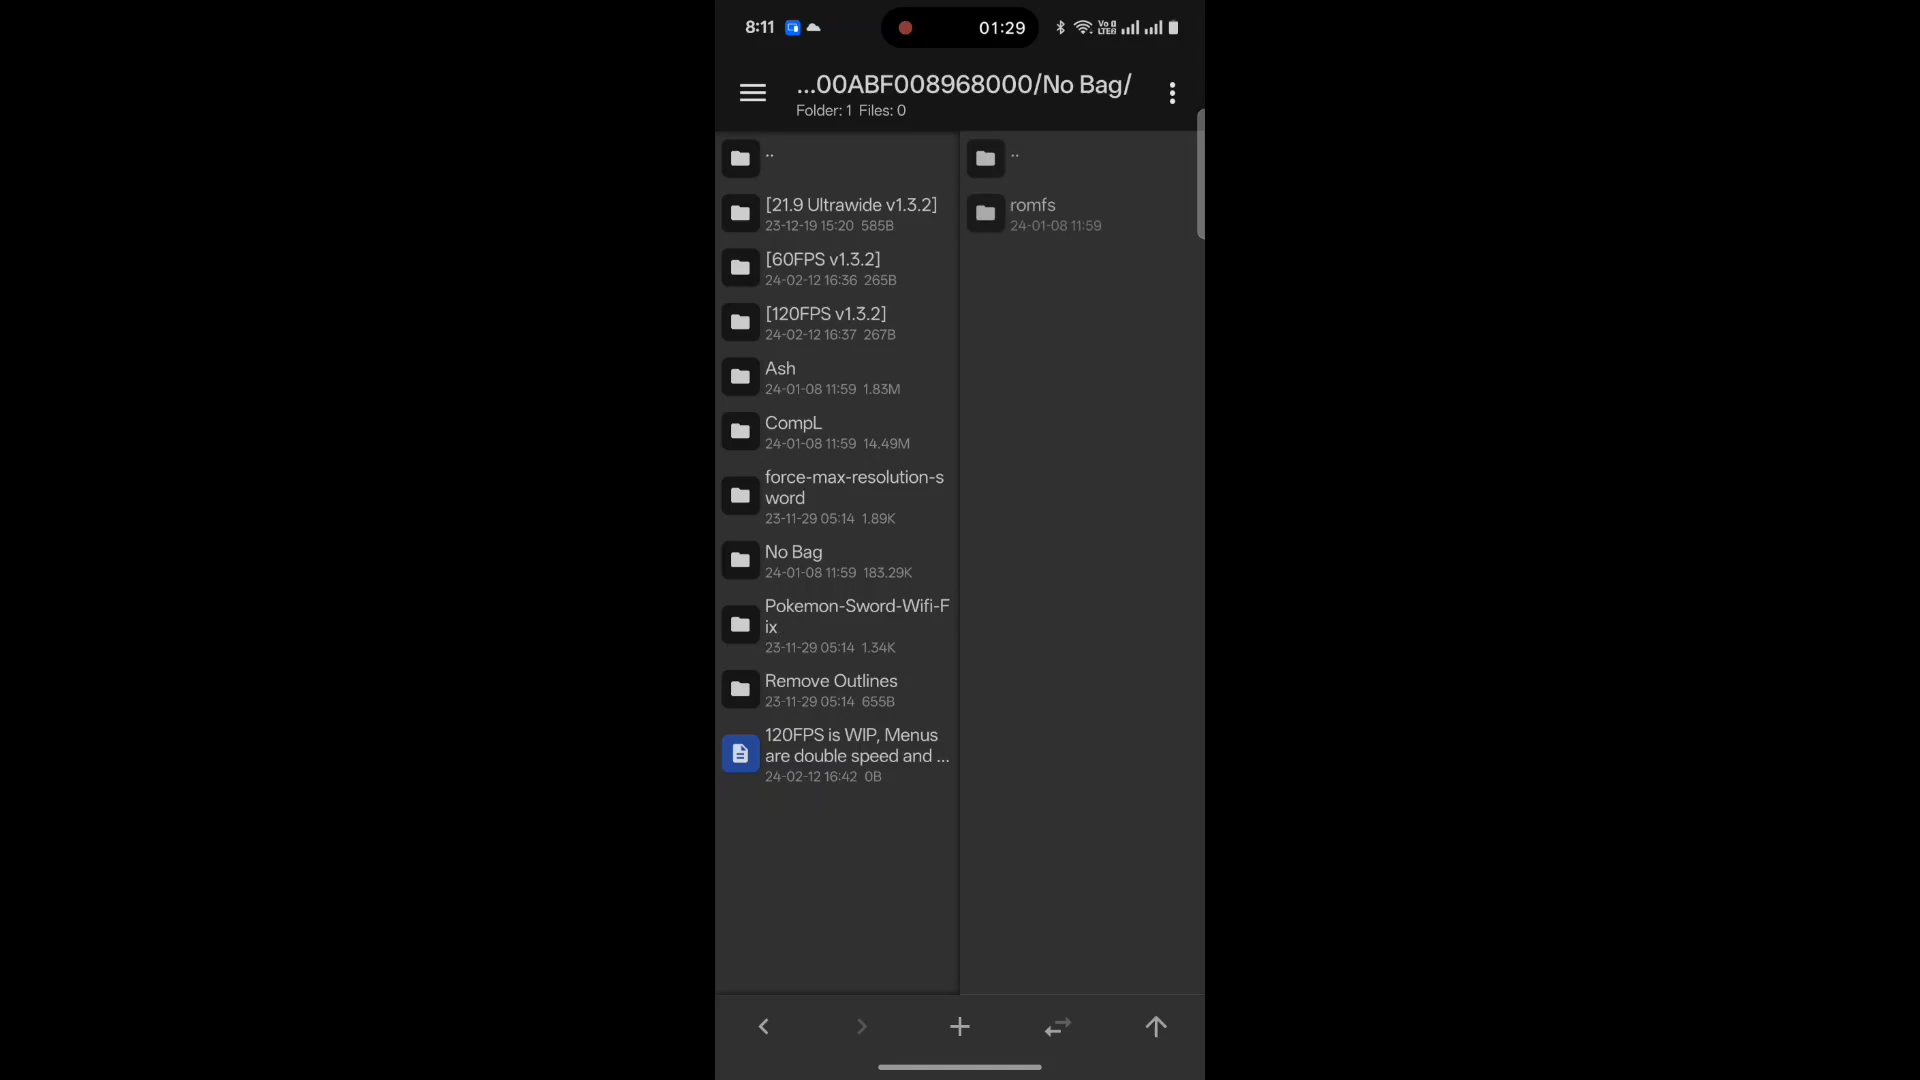 8:11
01:29
Vo
LTE
...00ABF008968000/No Bag/
Folder: 1 Files: 0
..
[21.9 Ultrawide v1.3.2]
23-12-19 15:20 585B
[60FPS v1.3.2]
24-02-12 16:36 265B
[120FPS v1.3.2]
24-02-12 16:37 267B
Ash
24-01-08 11:59 1.83M
CompL
24-01-08 11:59 14.49M
force-max-resolution-s
word
23-11-29 05:14 1.89K
No Bag
24-01-08 11:59 183.29K
Pokemon-Sword-Wifi-F
ix
23-11-29 05:14 1.34K
Remove Outlines
23-11-29 05:14 655B
120FPS is WIP, Menus
are double speed and ...
24-02-12 16:42 0B
..
romfs
24-01-08 11:59